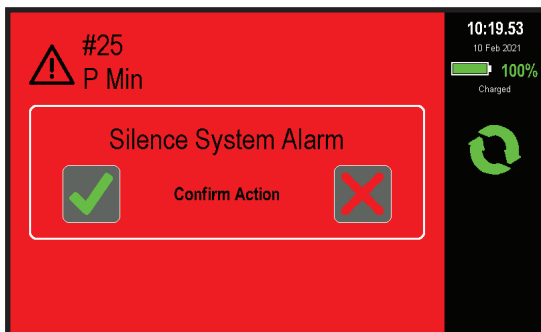 #25
P Min
Silence System Alarm
Confirm Action
10:19.53
10 Feb 2021
100%
Charged